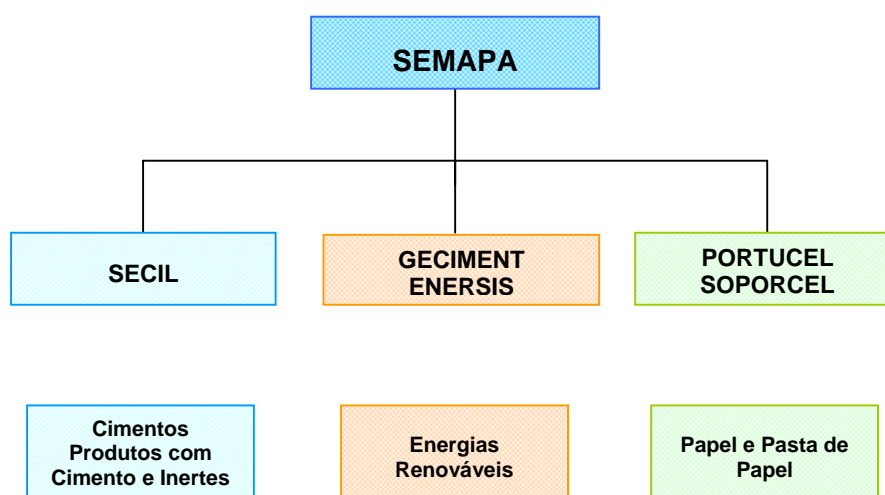 SEMAPA
SECIL
GECIMENT
ENERSIS
PORTUCEL
SOPORCEL
Cimentos
Produtos com
Cimento e Inertes
Energias
Renováveis
Papel e Pasta de
Papel